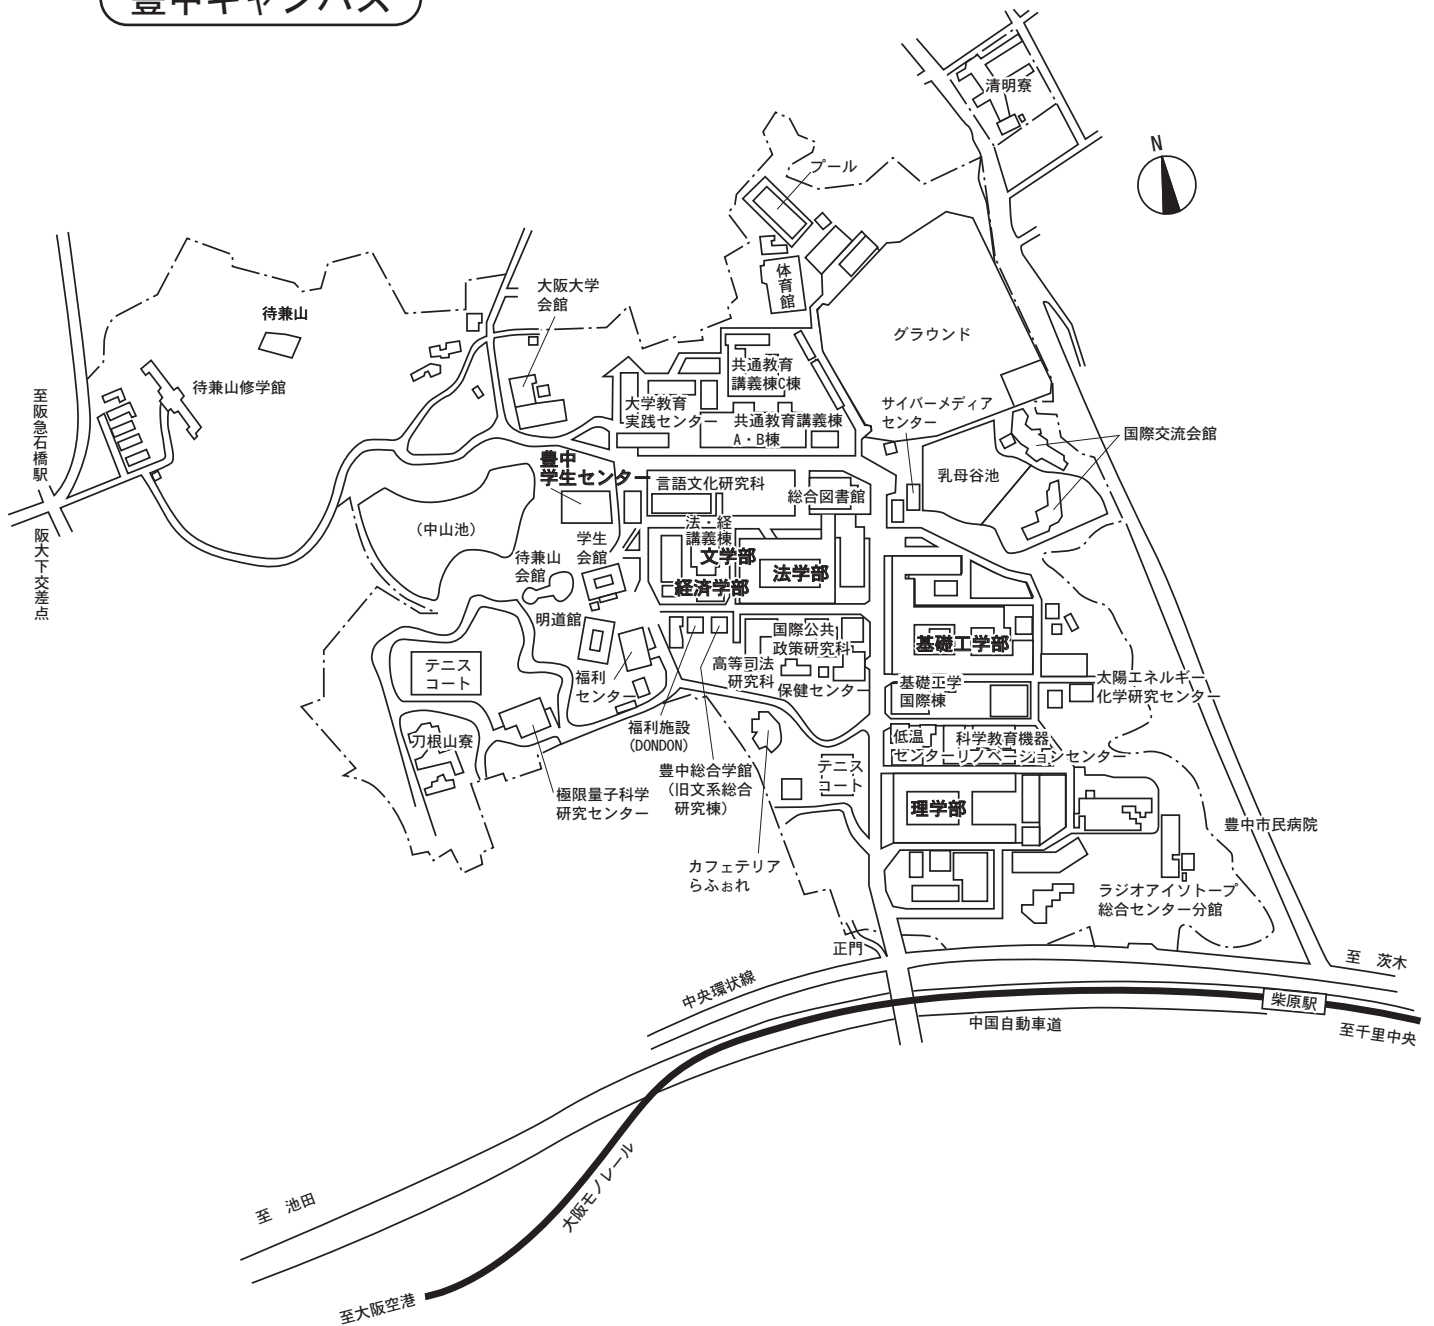 豊中キャンパス
清明寮
N
プール
体育館
大阪大学
会館
待兼山
待兼山修学館
グラウンド
共通教育
講義棟C棟
大学教育
実践センター
共通教育講義棟
A・B棟
サイバーメディア
センター
国際交流会館
至阪急石橋駅
阪大下交差点
豊中
学生センター
言語文化研究科
総合図書館
乳母谷池
（中山池）
法・経
講義棟
学生
会館
文学部
経済学部
法学部
待兼山
会館
明道館
国際公共
政策研究科
基礎工学部
テニス
コート
福利
センター
高等司法
研究科
保健センター
基礎工学
国際棟
太陽エネルギー
化学研究センター
刀根山寮
福利施設
（DONDON）
低温
センター
科学教育機器
リノベーションセンター
豊中総合学館
（旧文系総合
研究棟）
テニス
コート
極限量子科学
研究センター
理学部
豊中市民病院
カフェテリア
らふぉれ
ラジオアイソトープ
総合センター分館
正門
至　茨木
中央環状線
柴原駅
中国自動車道
至千里中央
大阪モノレール
至　池田
至大阪空港